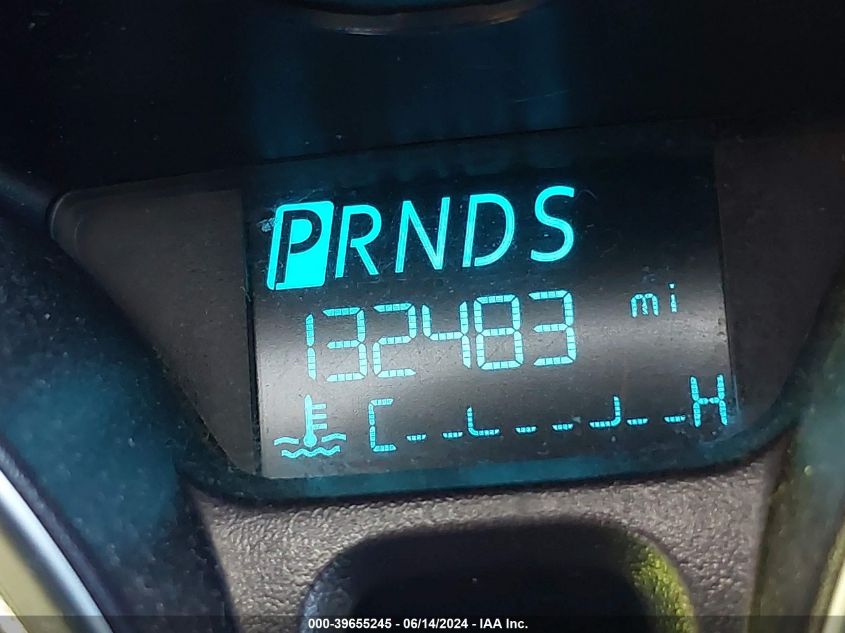 PRNDS
132483 mi
C H
000-39655245 - 06/14/2024 - IAA Inc.